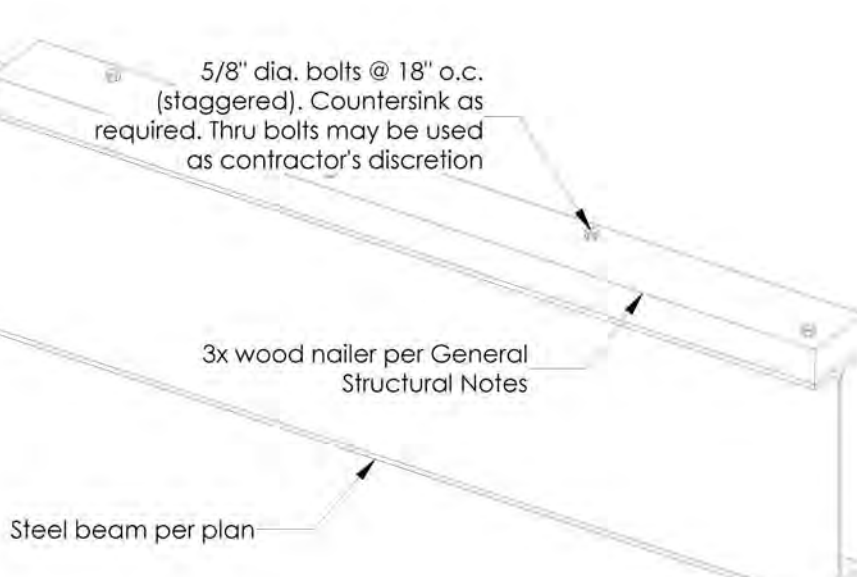 5/8" dia. bolts @ 18" o.c.
(staggered). Countersink as
required. Thru bolts may be used
as contractor's discretion
3x wood nailer per General
Structural Notes
Steel beam per plan